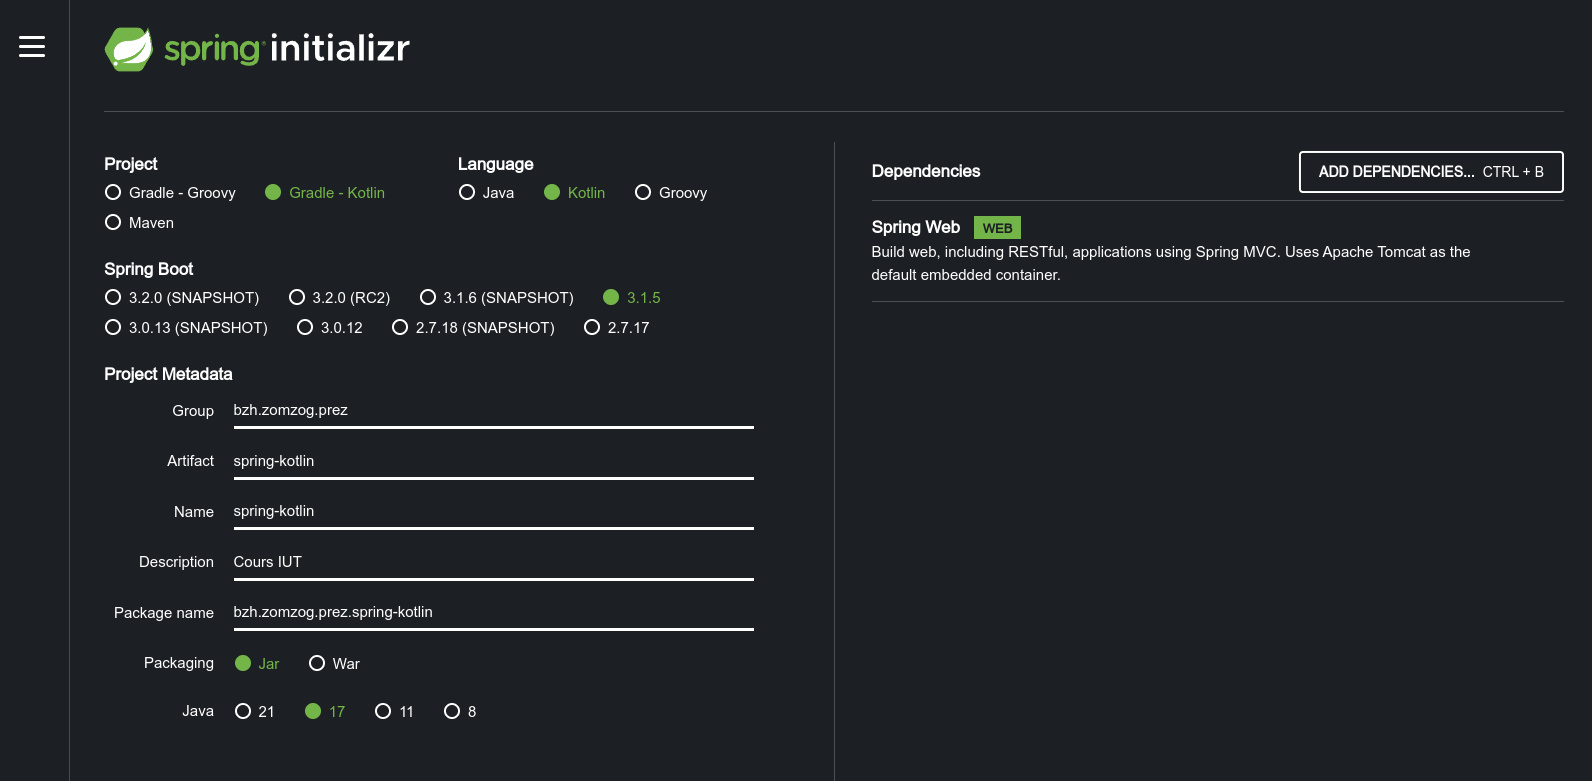 spring initializr
Project
Gradle - Groovy Gradle - Kotlin
Maven
Language
Java Kotlin Groovy
Spring Boot
3.2.0 (SNAPSHOT) 3.2.0 (RC2) 3.1.6 (SNAPSHOT) 3.1.5
3.0.13 (SNAPSHOT) 3.0.12 2.7.18 (SNAPSHOT) 2.7.17
Project Metadata
Group bzh.zomzog.prez
Artifact spring-kotlin
Name spring-kotlin
Description Cours IUT
Package name bzh.zomzog.prez.spring-kotlin
Packaging Jar War
Java 21 17 11 8
Dependencies ADD DEPENDENCIES... CTRL + B
Spring Web WEB
Build web, including RESTful, applications using Spring MVC. Uses Apache Tomcat as the
default embedded container.